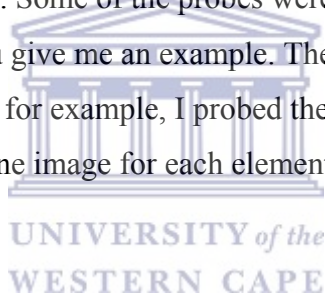 . Some of the probes were
give me an example. The
for example, I probed the
ne image for each element
UNIVERSITY of the
WESTERN CAPE